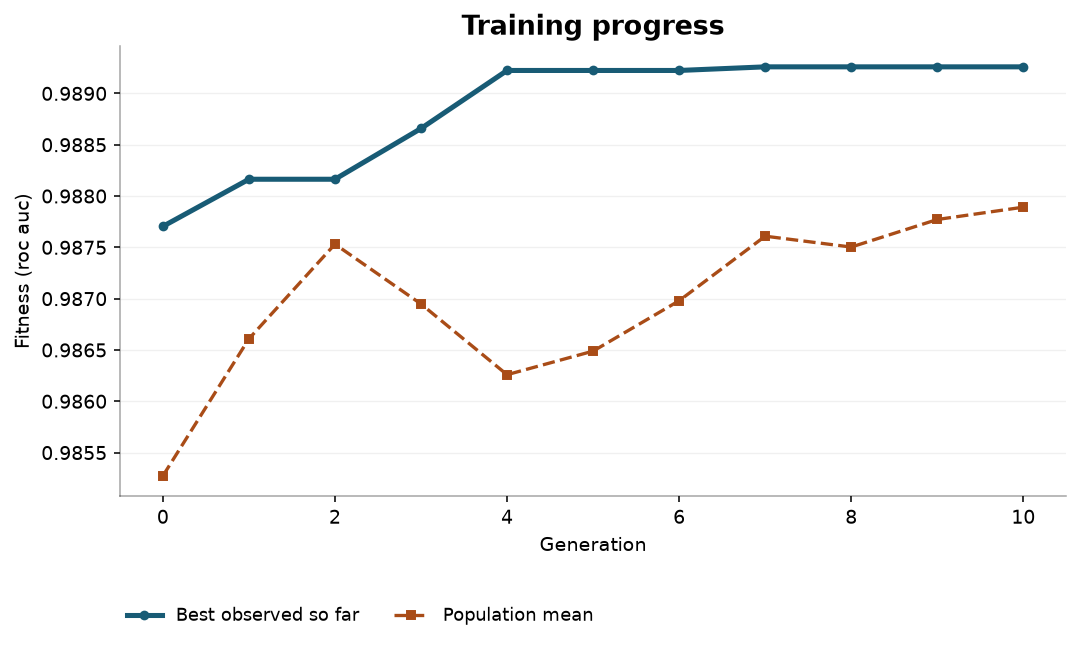 Training progress
Fitness (roc auc)
0.9890
0.9885
0.9880
0.9875
0.9870
0.9865
0.9860
0.9855
0 2 4 6 8 10
Generation
Best observed so far Population mean